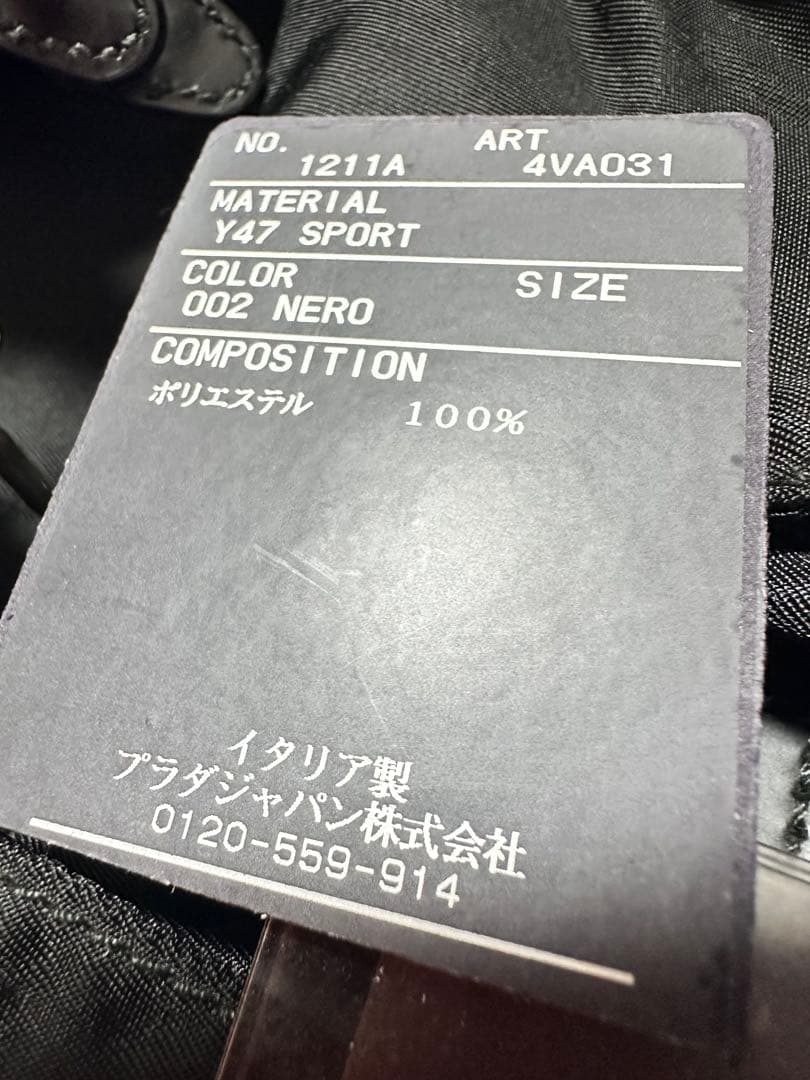 NO. ART
1211A 4VA031
MATERIAL
Y47 SPORT
COLOR SIZE
002 NERO
COMPOSITION
ポリエステル 100%
イタリア製
プラダジャパン株式会社
0120-559-914